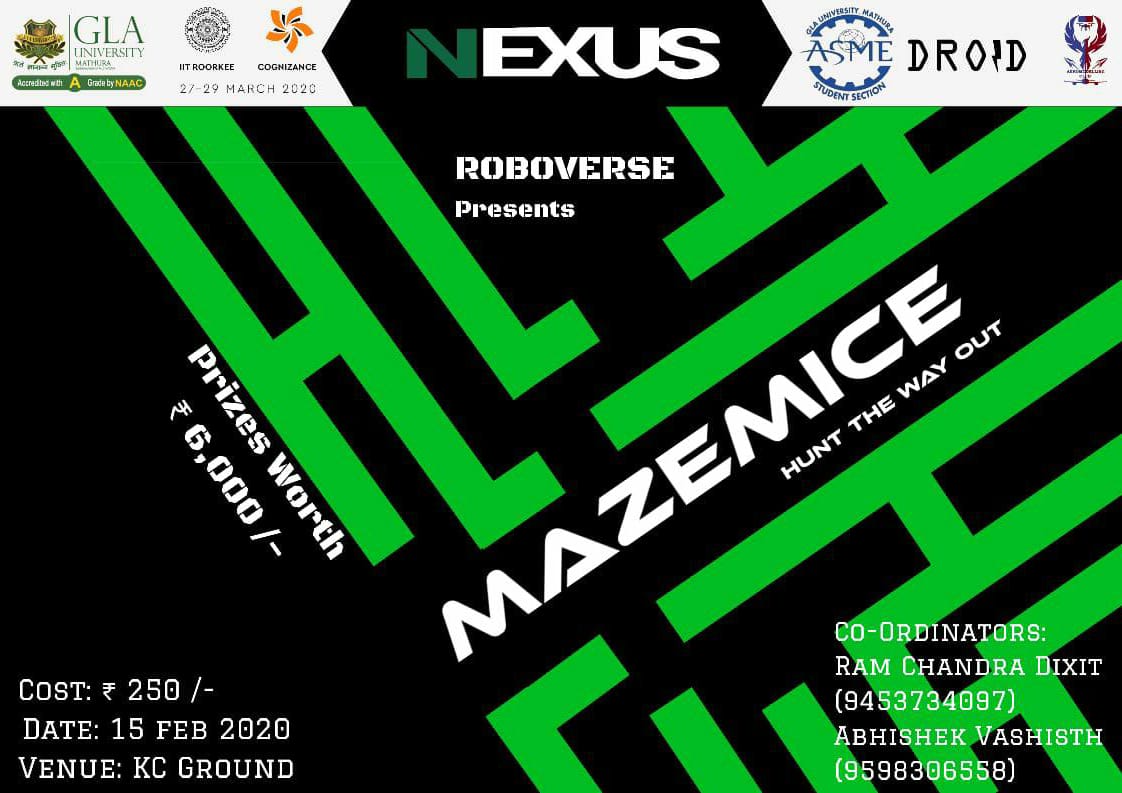 GLA
UNIVERSITY
MATHURA
Accredited with A Grade by NAAC
IIT ROORKEE
COGNIZANCE
27-29 MARCH 2020
NEXUS
GLA UNIVERSITY MATHURA
ASME
STUDENT SECTION
DROID
ROBOVERSE
Presents
Prizes Worth
₹ 6,000 /-
MAZEMICE
HUNT THE WAY OUT
Cost: ₹ 250 /-
Date: 15 feb 2020
Venue: KC Ground
Co-Ordinators:
Ram Chandra Dixit
(9453734097)
Abhishek Vashisth
(9598306558)